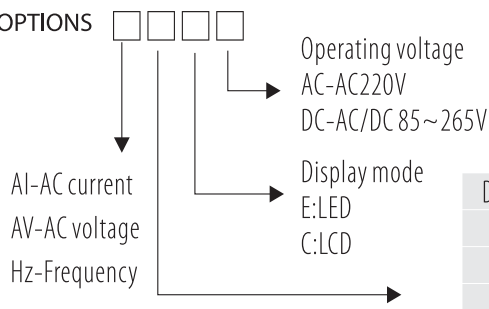 OPTIONS
Operating voltage
AC-AC220V
DC-AC/DC 85~265V
Display mode
E:LED
C:LCD
AI-AC current
AV-AC voltage
Hz-Frequency